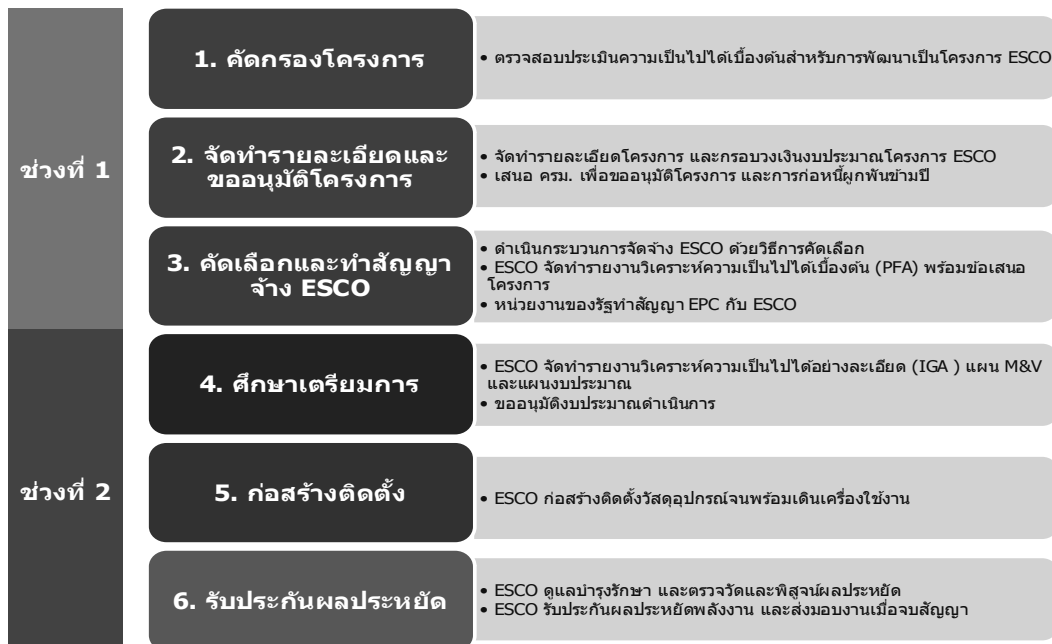 ช่วงที่ 1
1. คัดกรองโครงการ
• ตรวจสอบประเมินความเป็นไปได้เบื้องต้นสำหรับการพัฒนาเป็นโครงการ ESCO
2. จัดทำรายละเอียดและ
ขออนุมัติโครงการ
• จัดทำรายละเอียดโครงการ และกรอบวงเงินงบประมาณโครงการ ESCO
• เสนอ ครม. เพื่อขออนุมัติโครงการ และการก่อหนี้ผูกพันข้ามปี
3. คัดเลือกและทำสัญญา
จ้าง ESCO
• ดำเนินกระบวนการจัดจ้าง ESCO ด้วยวิธีการคัดเลือก
• ESCO จัดทำรายงานวิเคราะห์ความเป็นไปได้เบื้องต้น (PFA) พร้อมข้อเสนอ
โครงการ
• หน่วยงานของรัฐทำสัญญา EPC กับ ESCO
ช่วงที่ 2
4. ศึกษาเตรียมการ
• ESCO จัดทำรายงานวิเคราะห์ความเป็นไปได้อย่างละเอียด (IGA ) แผน M&V
และแผนงบประมาณ
• ขออนุมัติงบประมาณดำเนินการ
5. ก่อสร้างติดตั้ง
• ESCO ก่อสร้างติดตั้งวัสดุอุปกรณ์จนพร้อมเดินเครื่องใช้งาน
6. รับประกันผลประหยัด
• ESCO ดูแลบำรุงรักษา และตรวจวัดและพิสูจน์ผลประหยัด
• ESCO รับประกันผลประหยัดพลังงาน และส่งมอบงานเมื่อจบสัญญา